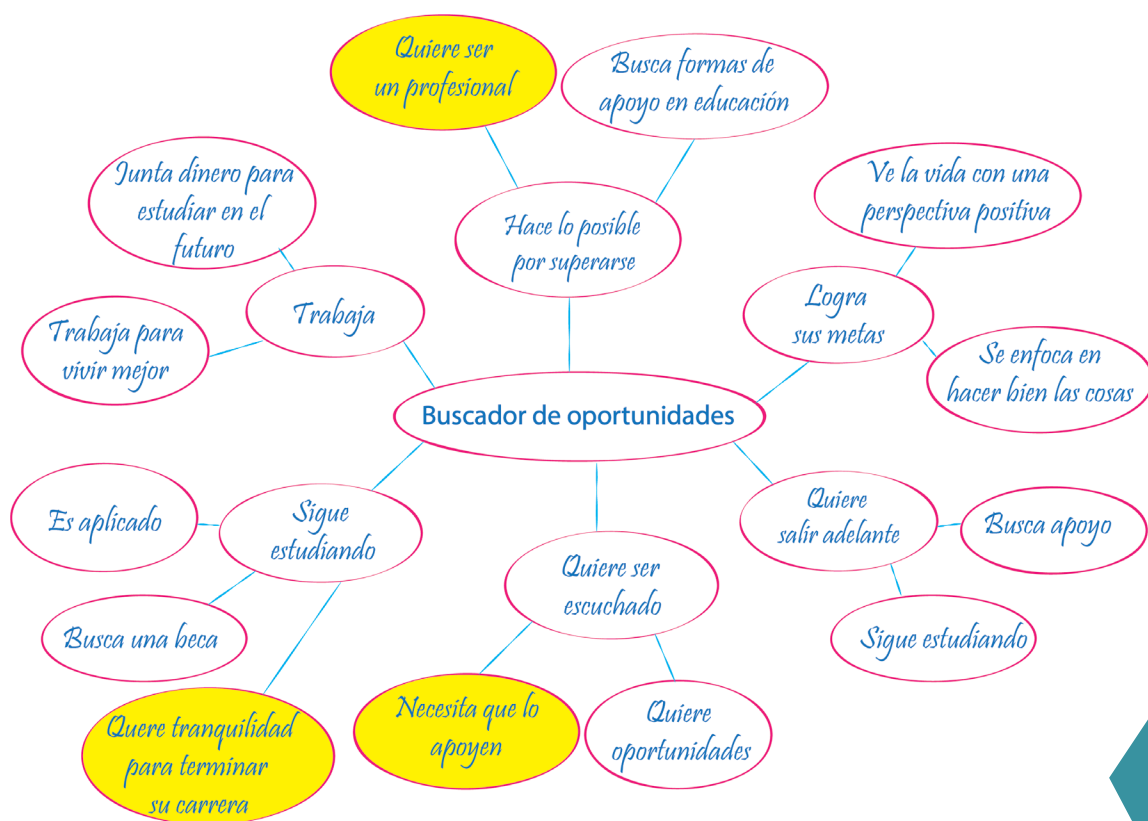 Quiere ser
un profesional
Busca formas de
apoyo en educación
Junta dinero para
estudiar en el
futuro
Ve la vida con una
perspectiva positiva
Hace lo posible
por superarse
Trabaja
Logra
sus metas
Trabaja para
vivir mejor
Se enfoca en
hacer bien las cosas
Buscador de oportunidades
Es aplicado
Sigue
estudiando
Quiere
salir adelante
Busca apoyo
Quiere ser
escuchado
Busca una beca
Sigue estudiando
Quere tranquilidad
para terminar
su carrera
Necesita que lo
apoyen
Quiere
oportunidades